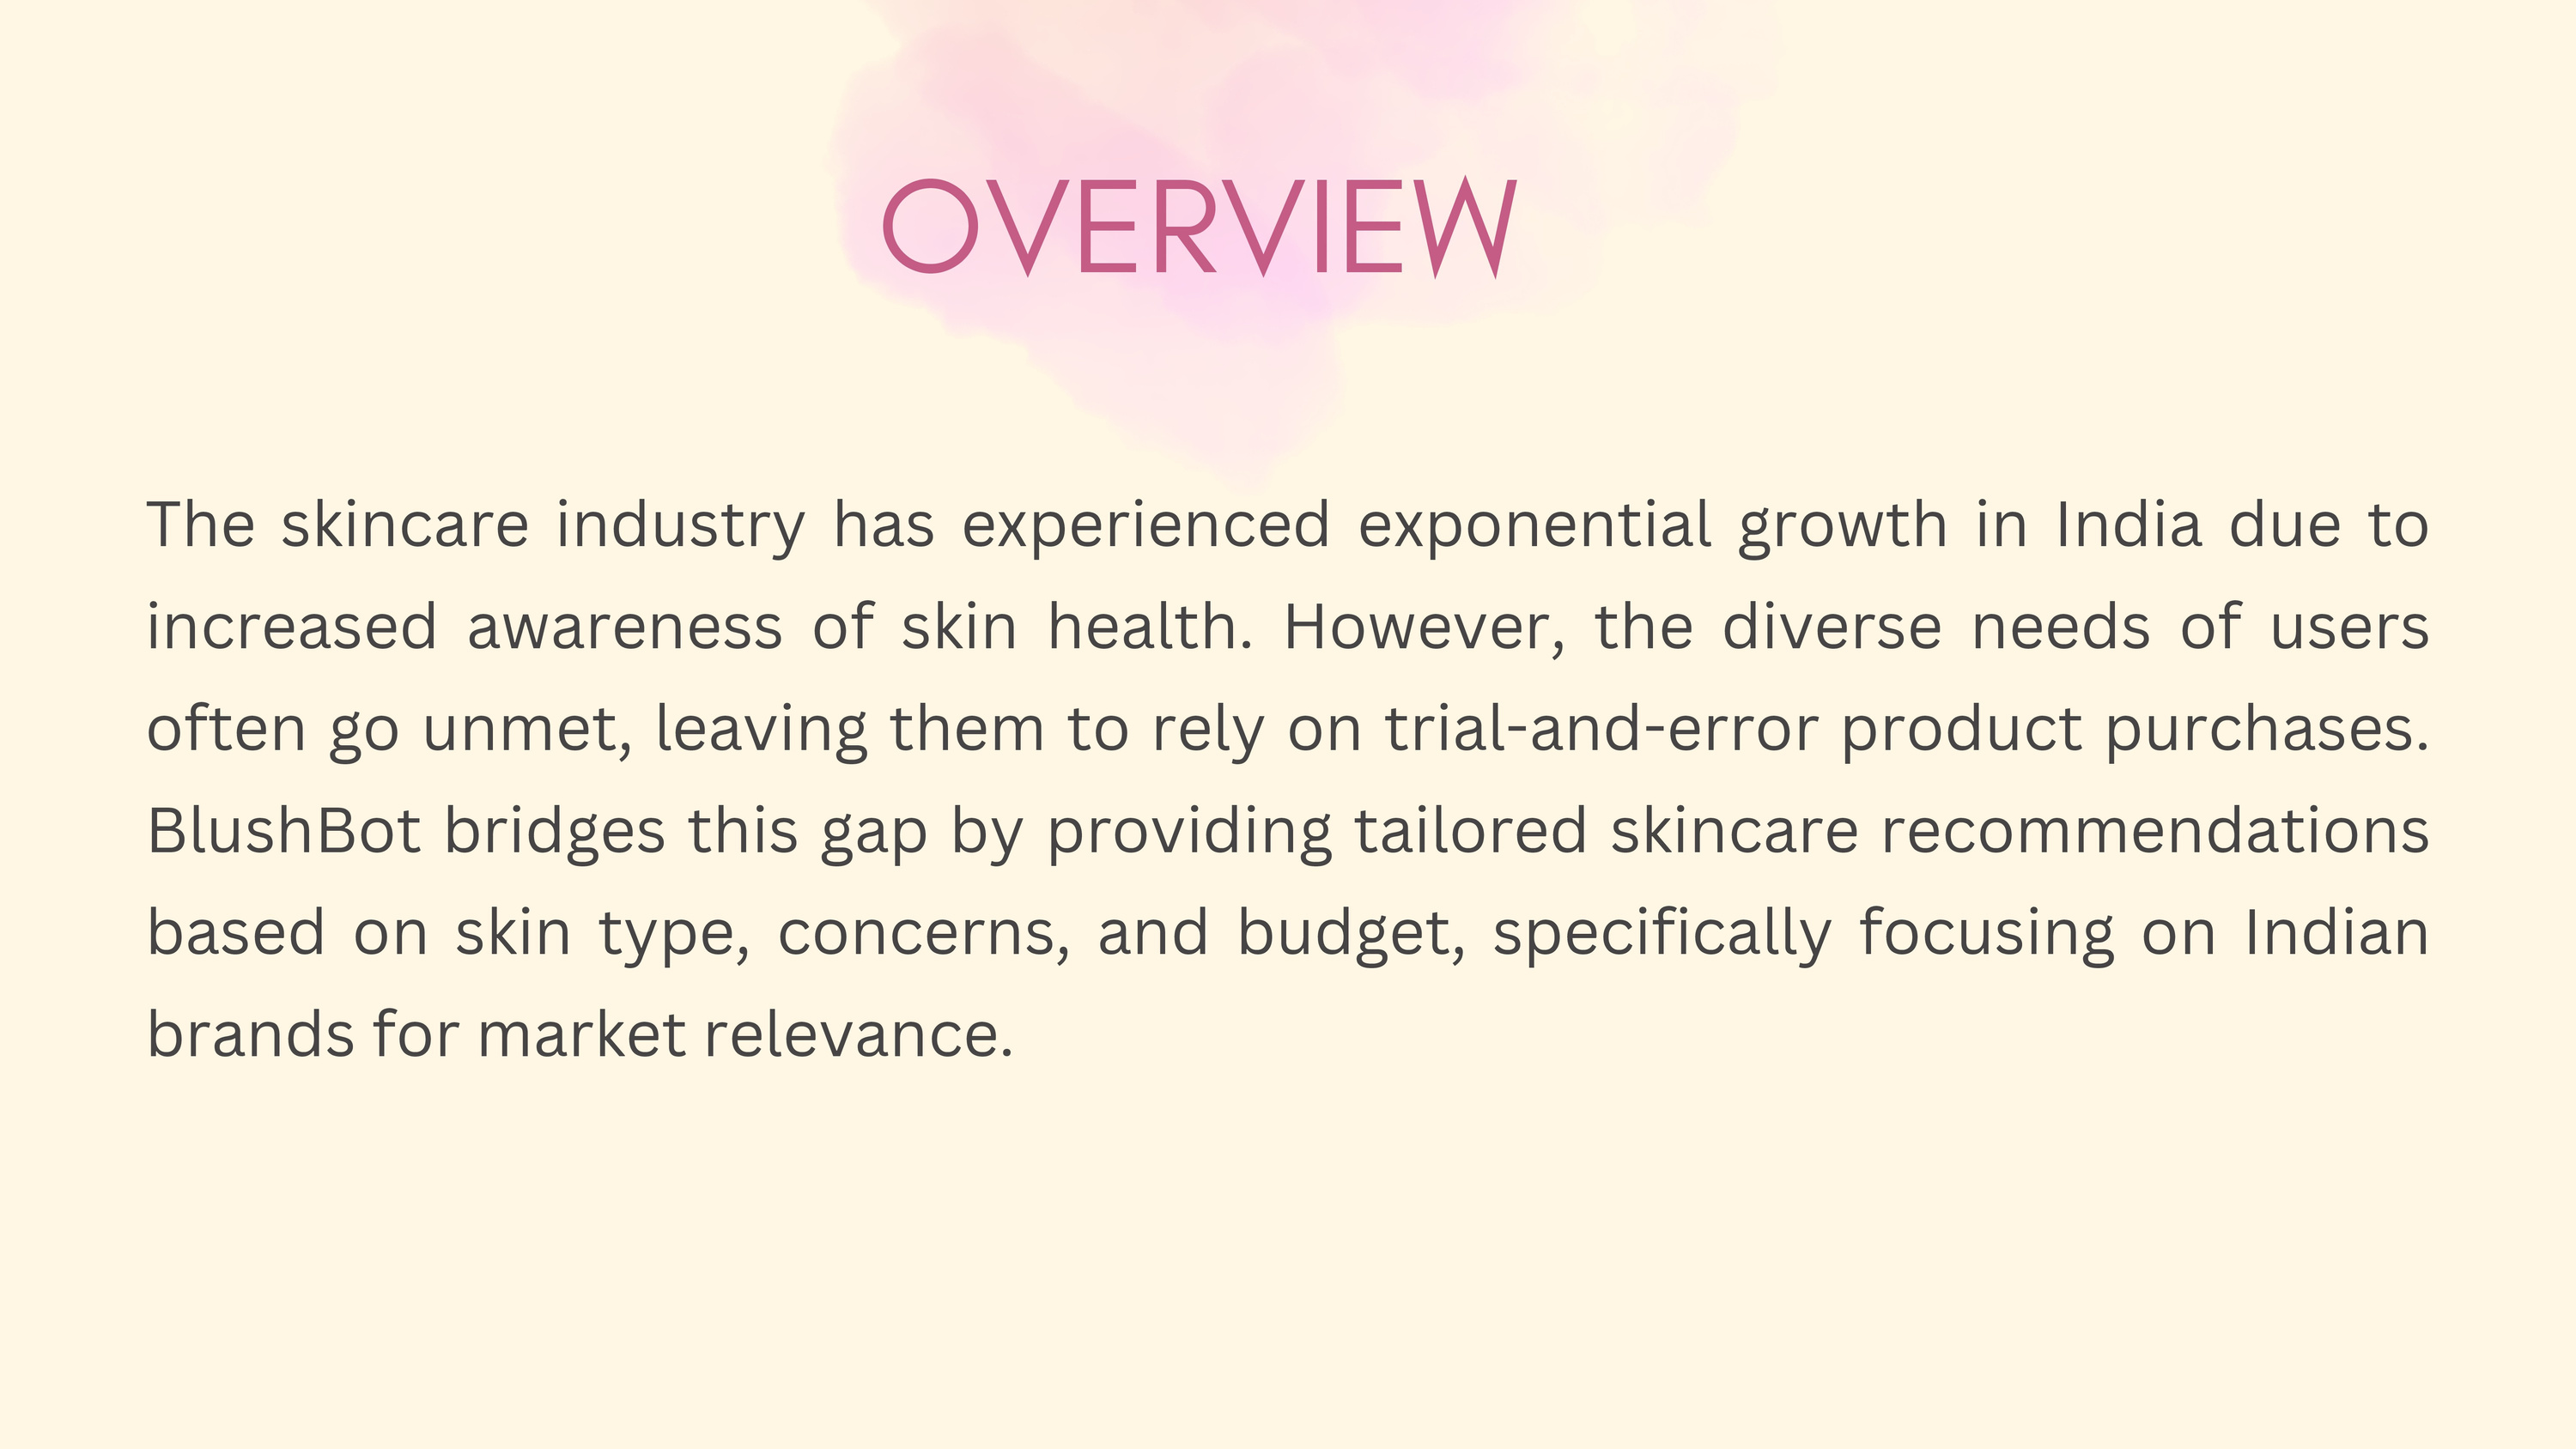 OVERVIEW
The skincare industry has experienced exponential growth in India due to
increased awareness of skin health. However, the diverse needs of users
often go unmet, leaving them to rely on trial-and-error product purchases.
BlushBot bridges this gap by providing tailored skincare recommendations
based on skin type, concerns, and budget, specifically focusing on Indian
brands for market relevance.